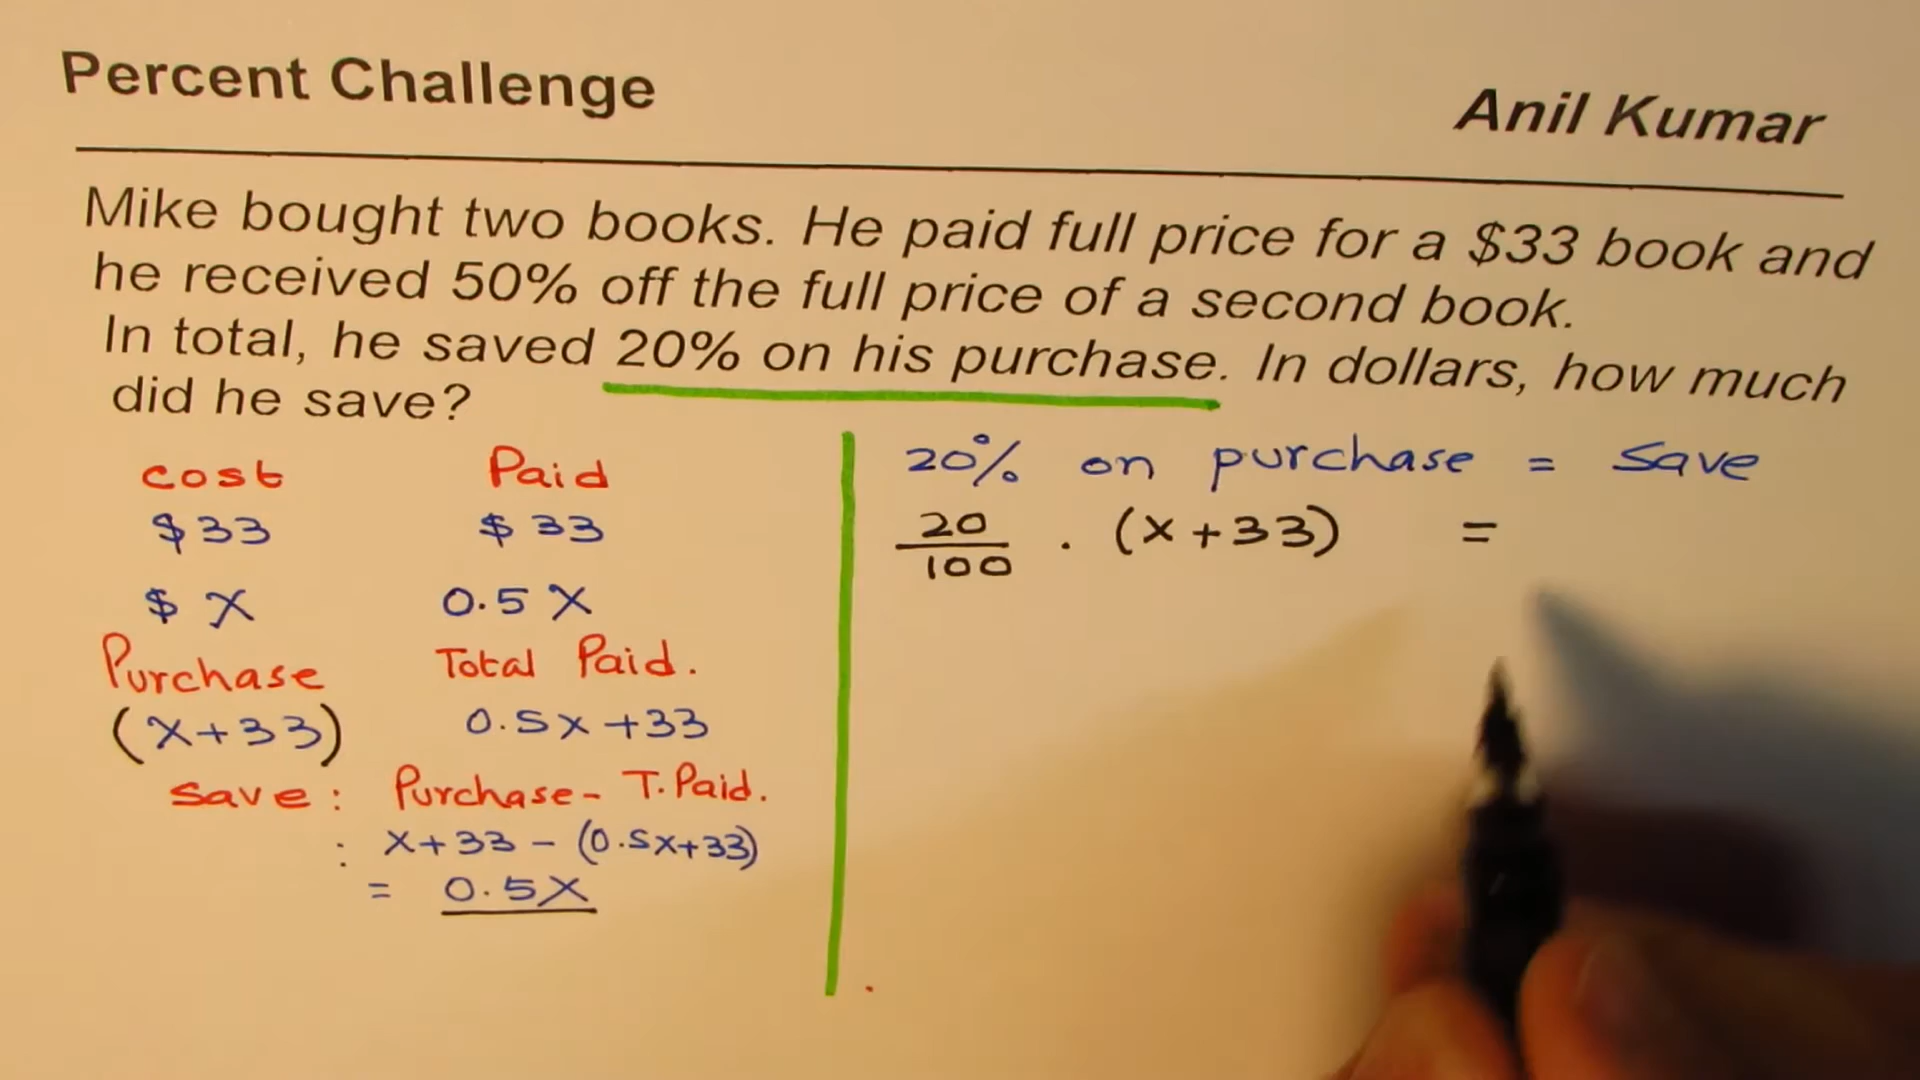 Percent Challenge
Anil Kumar
Mike bought two books. He paid full price for a $33 book and
he received 50% off the full price of a second book.
In total, he saved 20% on his purchase. In dollars, how much
did he save?
cost Paid
$33 $33
$ X 0.5 X
Purchase Total Paid.
(X+33) 0.5x+33
save: Purchase- T.Paid.
: X+33 - (0.5x+33)
= 0.5X
20% on purchase = Save
20/100 . (X+33) =